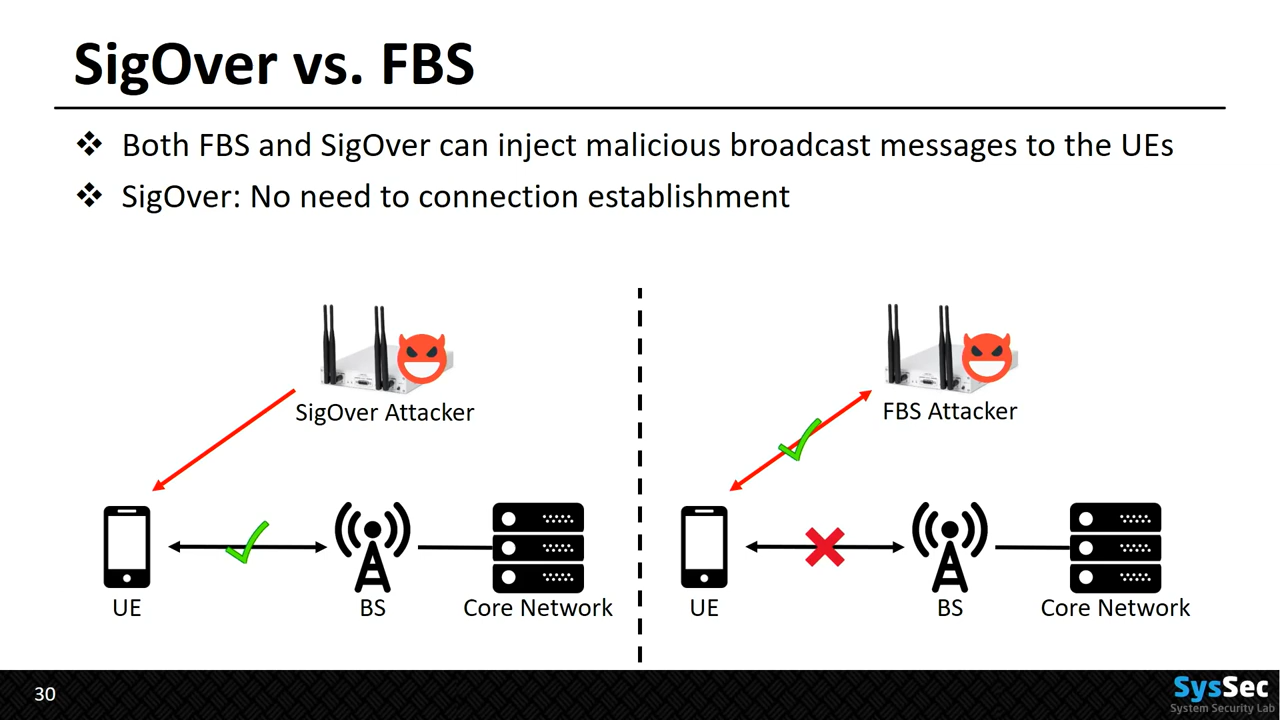 SigOver vs. FBS
❖ Both FBS and SigOver can inject malicious broadcast messages to the UEs
❖ SigOver: No need to connection establishment
SigOver Attacker
UE
BS
Core Network
FBS Attacker
UE
BS
Core Network
30
SysSec
System Security Lab